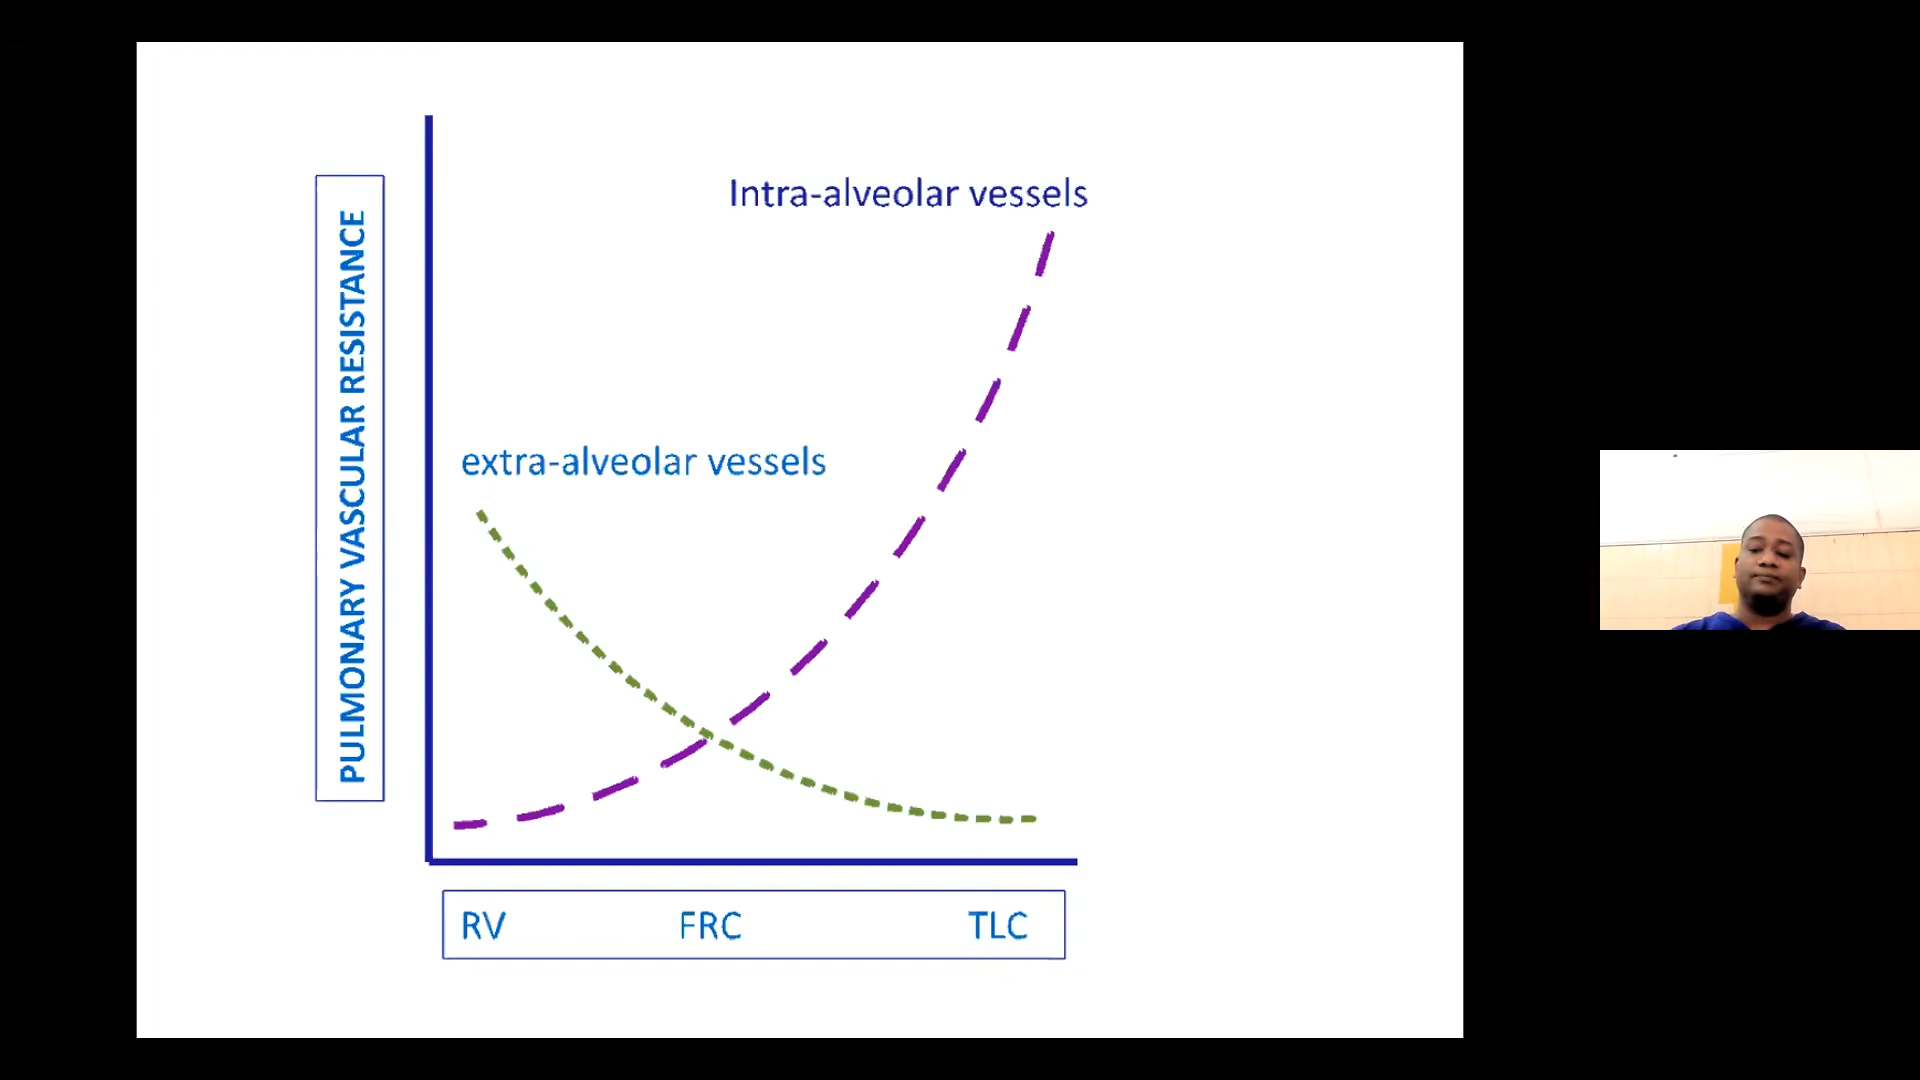 Intra-alveolar vessels
PULMONARY VASCULAR RESISTANCE
extra-alveolar vessels
RV FRC TLC